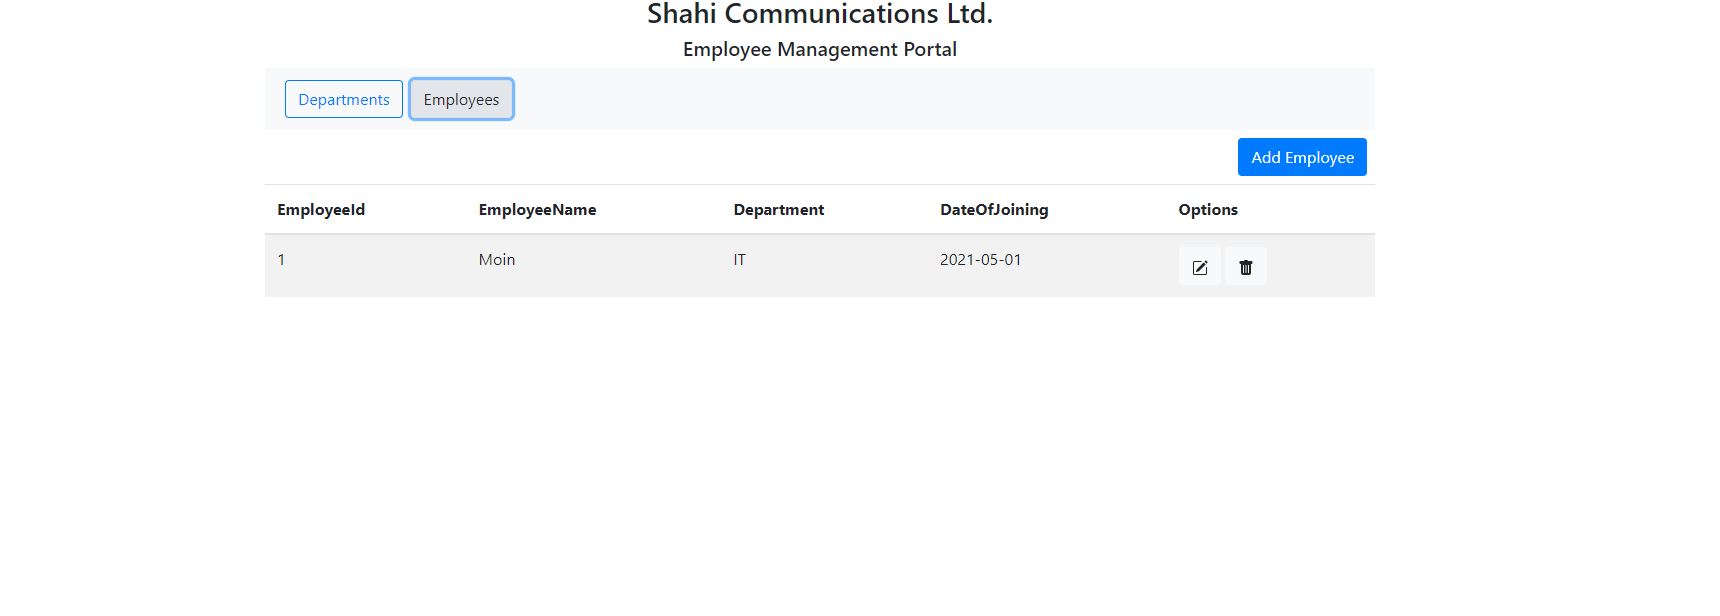 Shahi Communications Ltd.
Employee Management Portal
Departments Employees
Add Employee
EmployeeId EmployeeName Department DateOfJoining Options
1 Moin IT 2021-05-01